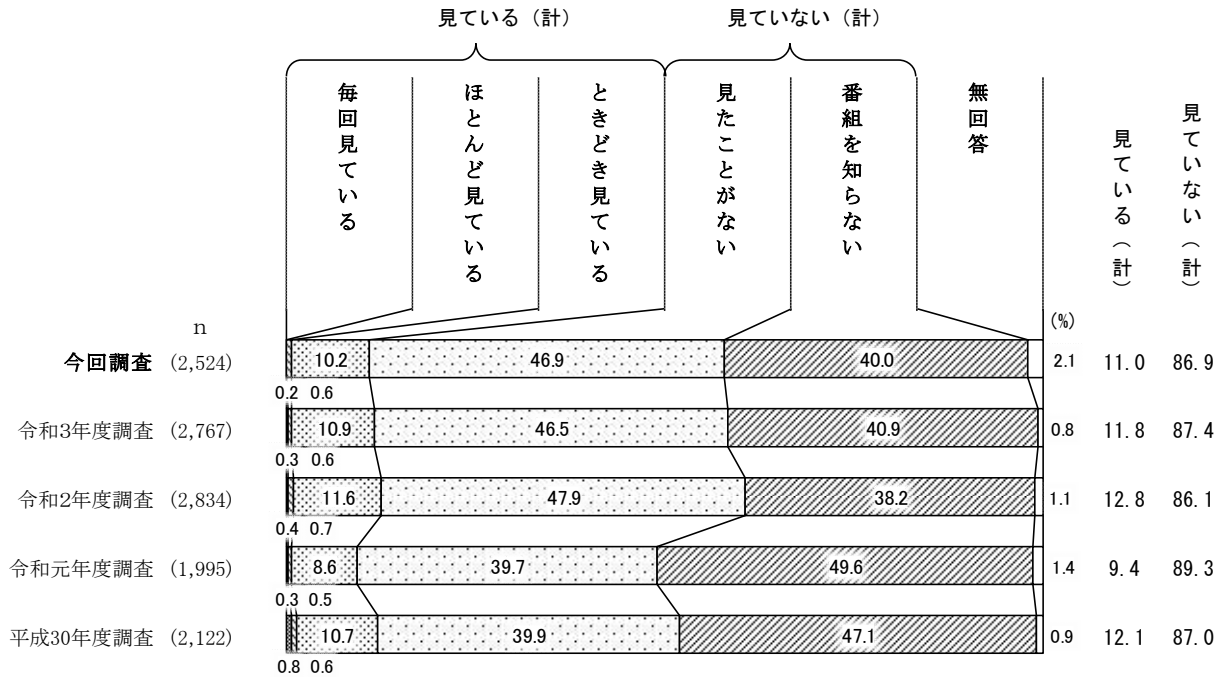 見ている（計） 見ていない（計）
毎回見ている
ほとんど見ている
ときどき見ている
見たことがない
番組を知らない
無回答
見ている（計）
見ていない（計）
n (%)
今回調査 (2,524) 10.2 46.9 40.0 2.1 11.0 86.9
0.2 0.6
令和3年度調査 (2,767) 10.9 46.5 40.9 0.8 11.8 87.4
0.3 0.6
令和2年度調査 (2,834) 11.6 47.9 38.2 1.1 12.8 86.1
0.4 0.7
令和元年度調査 (1,995) 8.6 39.7 49.6 1.4 9.4 89.3
0.3 0.5
平成30年度調査 (2,122) 10.7 39.9 47.1 0.9 12.1 87.0
0.8 0.6